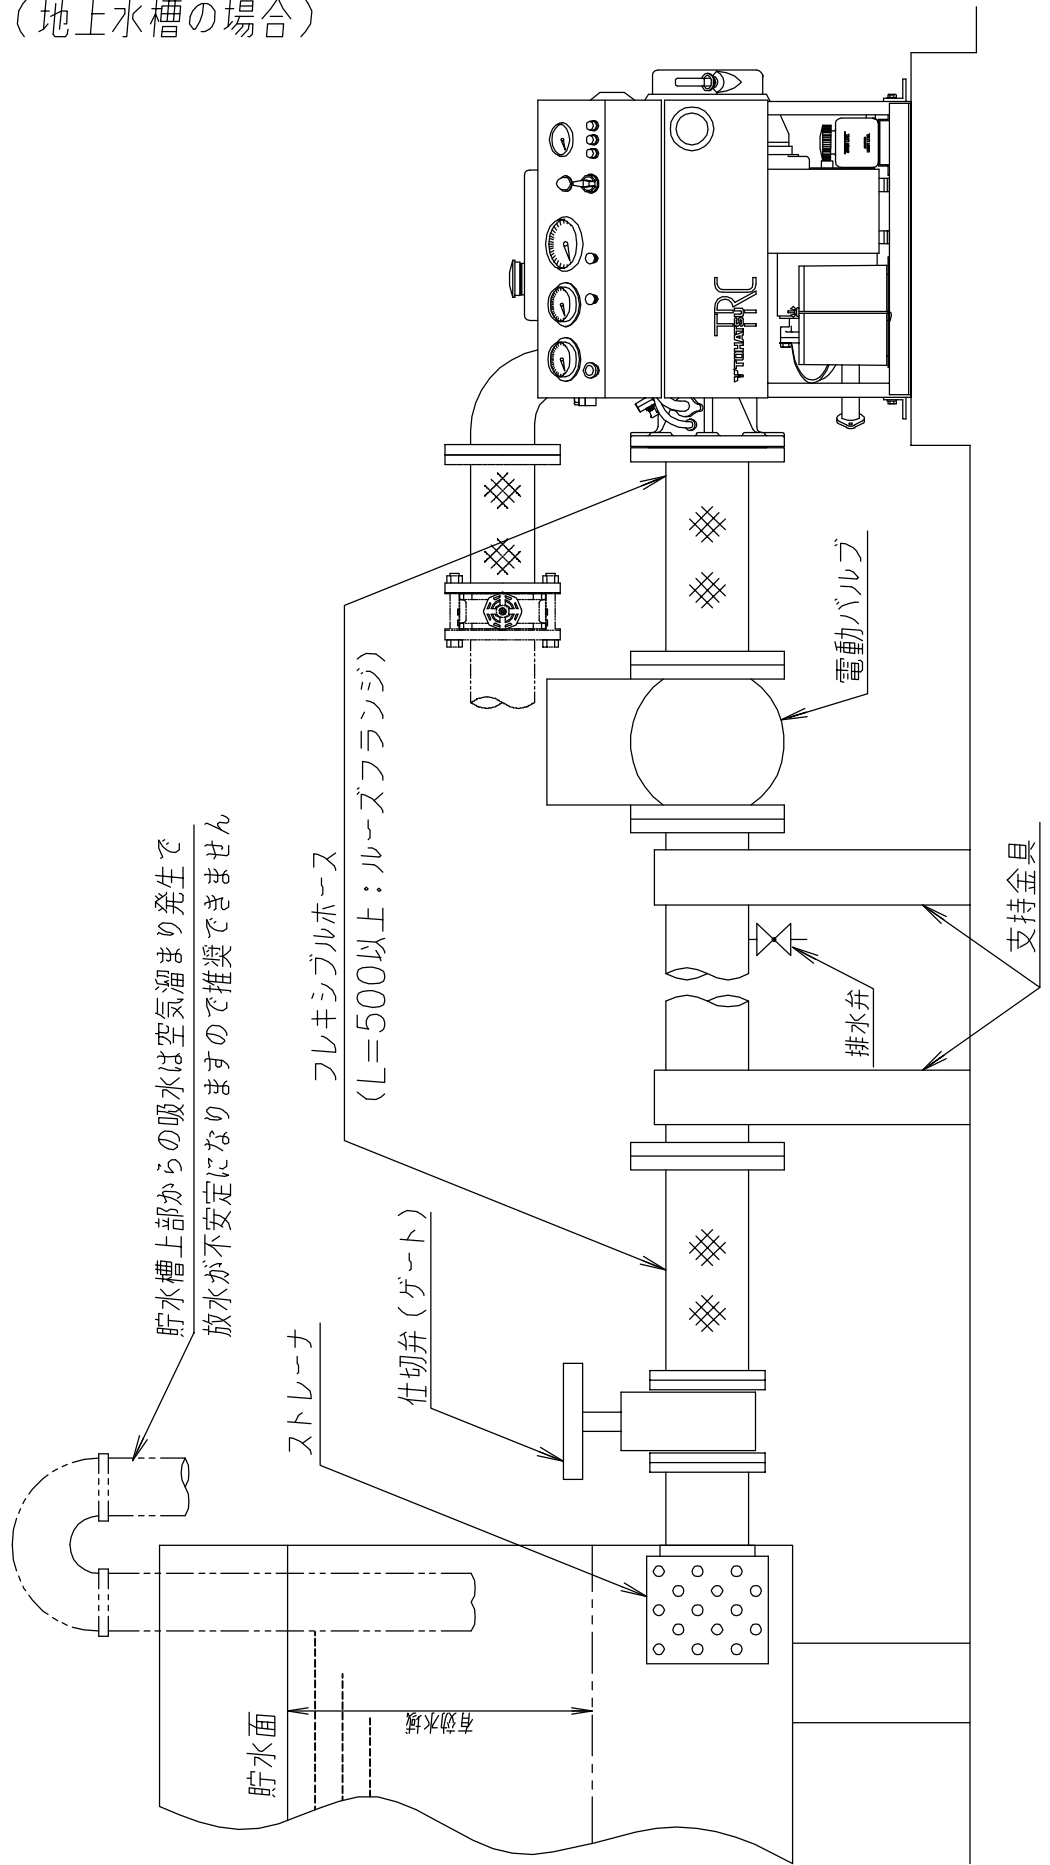 （地上水槽の場合）
貯水槽上部からの吸水は空気溜まり発生で
放水が不安定になりますので推奨できません
フレキシブルホース
（L＝500以上：ルーズフランジ）
ストレーナ
仕切弁（ゲート）
貯水面
有効水域
電動バルブ
排水弁
支持金具
TRC
TOHATSU